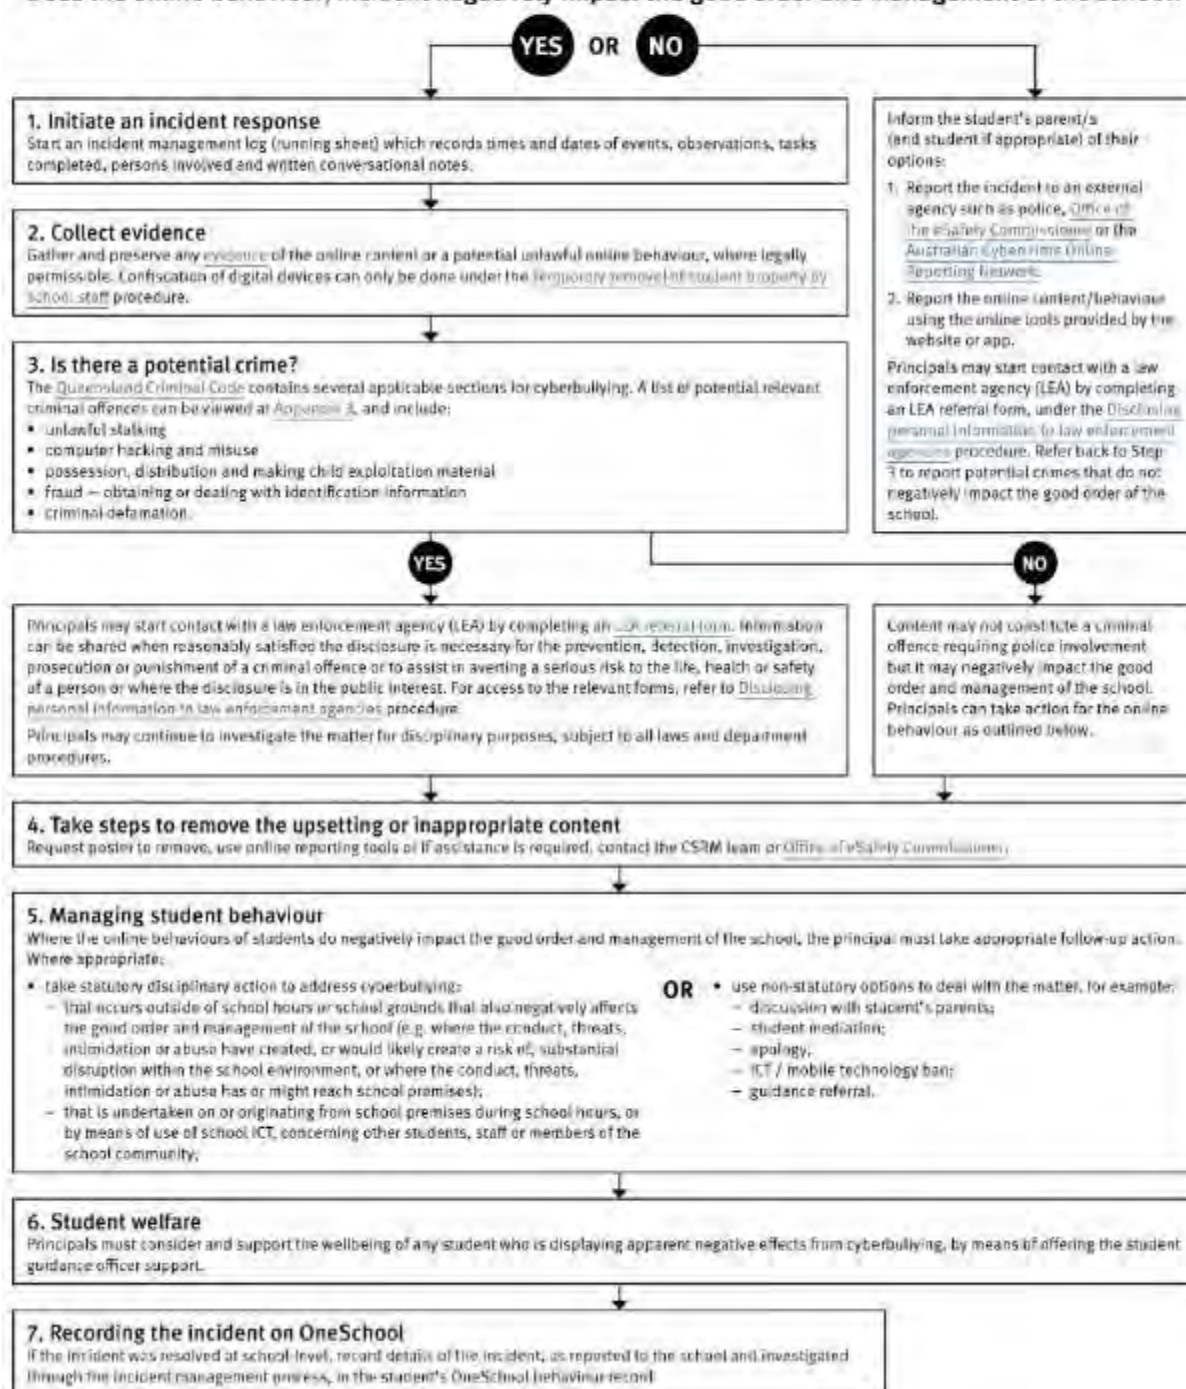 YES OR NO
1. Initiate an incident response
Start an incident management log (running sheet) which records times and dates of events, observations, tasks
completed, persons involved and written conversational notes.
2. Collect evidence
Gather and preserve any evidence of the online content or a potential unlawful online behaviour, where legally
permissible. Confiscation of digital devices can only be done under the temporary removal of student property by
school staff procedure.
3. Is there a potential crime?
The Queensland Criminal Code contains several applicable sections for cyberbullying. A list of potential relevant
criminal offences can be viewed at Appendix 3, and include:
• unlawful stalking
• computer hacking and misuse
• possession, distribution and making child exploitation material
• fraud – obtaining or dealing with identification information
• criminal defamation.
Inform the student's parent/s
(and student if appropriate) of their
options:
1. Report the incident to an external
agency such as police, Office of
the eSafety Commissioner or the
Australian Cybercrime Online
Reporting Network.
2. Report the online content/behaviour
using the online tools provided by the
website or app.
Principals may start contact with a law
enforcement agency (LEA) by completing
an LEA referral form, under the Disclosing
personal information to law enforcement
agencies procedure. Refer back to Step
3 to report potential crimes that do not
negatively impact the good order of the
school.
YES
NO
Principals may start contact with a law enforcement agency (LEA) by completing an LEA referral form. Information
can be shared when reasonably satisfied the disclosure is necessary for the prevention, detection, investigation,
prosecution or punishment of a criminal offence or to assist in averting a serious risk to the life, health or safety
of a person or where the disclosure is in the public interest. For access to the relevant forms, refer to Disclosing
personal information to law enforcement agencies procedure.
Principals may continue to investigate the matter for disciplinary purposes, subject to all laws and department
procedures.
Content may not constitute a criminal
offence requiring police involvement
but it may negatively impact the good
order and management of the school.
Principals can take action for the online
behaviour as outlined below.
4. Take steps to remove the upsetting or inappropriate content
Request poster to remove, use online reporting tools or if assistance is required, contact the CSRM team or Office of eSafety Commissioner.
5. Managing student behaviour
Where the online behaviours of students do negatively impact the good order and management of the school, the principal must take appropriate follow-up action.
Where appropriate:
• take statutory disciplinary action to address cyberbullying:
– that occurs outside of school hours or school grounds that also negatively affects
the good order and management of the school (e.g. where the conduct, threats,
intimidation or abuse have created, or would likely create a risk of, substantial
disruption within the school environment, or where the conduct, threats,
intimidation or abuse has or might reach school premises);
– that is undertaken on or originating from school premises during school hours, or
by means of use of school ICT, concerning other students, staff or members of the
school community;
OR
• use non-statutory options to deal with the matter, for example:
– discussion with student's parents;
– student mediation;
– apology;
– ICT / mobile technology ban;
– guidance referral.
6. Student welfare
Principals must consider and support the wellbeing of any student who is displaying apparent negative effects from cyberbullying, by means of offering the student
guidance officer support.
7. Recording the incident on OneSchool
If the incident was resolved at school-level, record details of the incident, as reported to the school and investigated
through the incident management process, in the student's OneSchool behaviour record.